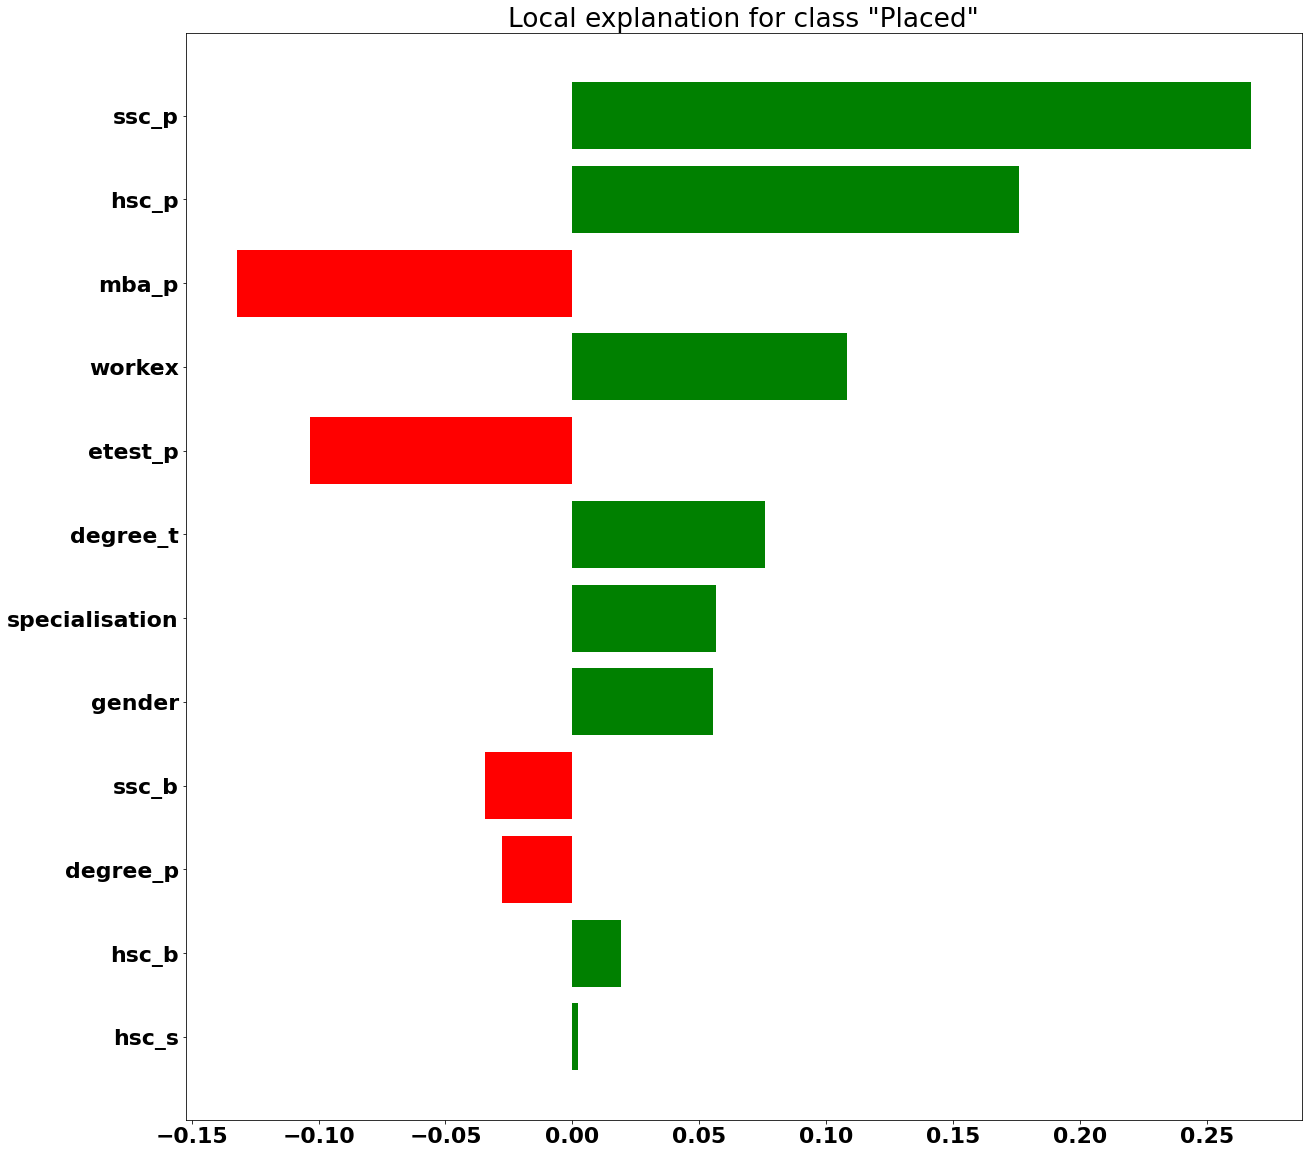 Local explanation for class "Placed"
ssc_p
hsc_p
mba_p
workex
etest_p
degree_t
specialisation
gender
ssc_b
degree_p
hsc_b
hsc_s
−0.15 −0.10 −0.05 0.00 0.05 0.10 0.15 0.20 0.25